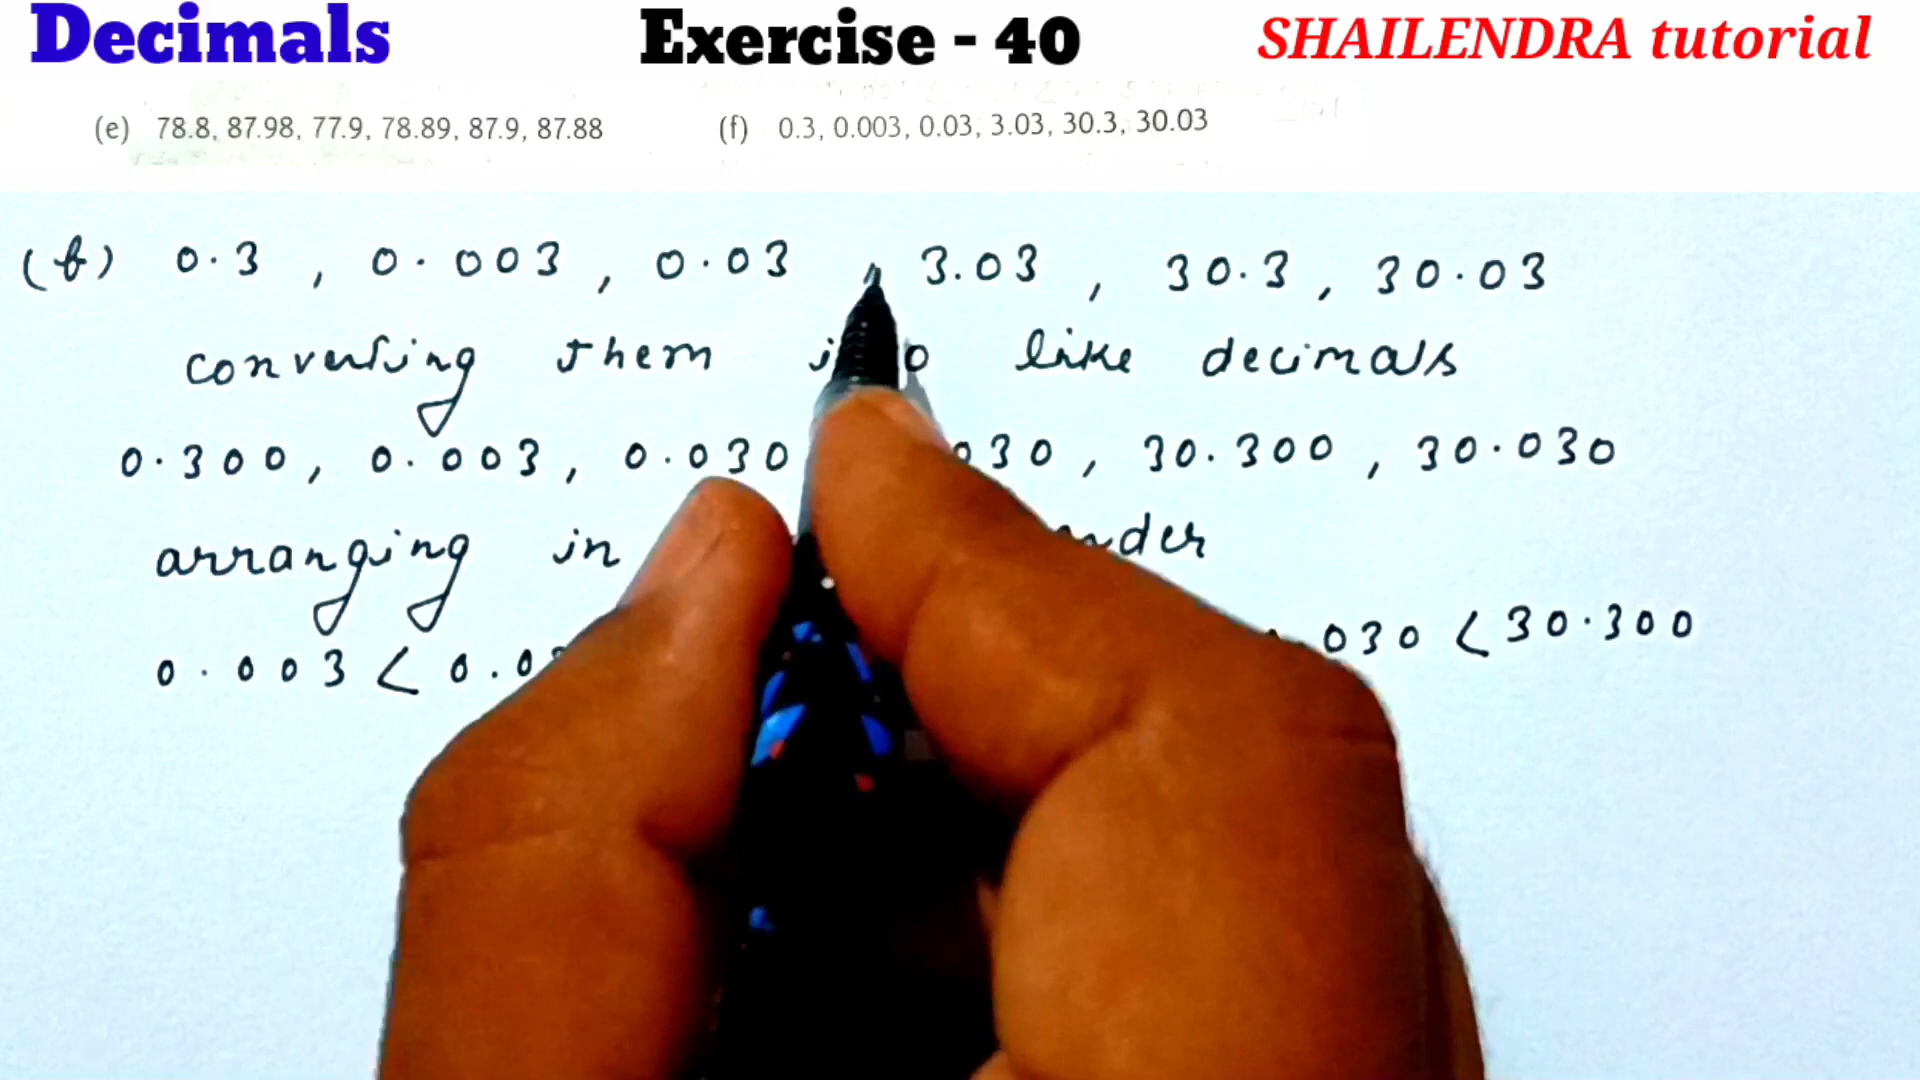 Decimals Exercise - 40 SHAILENDRA tutorial
(e) 78.8, 87.98, 77.9, 78.89, 87.9, 87.88 (f) 0.3, 0.003, 0.03, 3.03, 30.3, 30.03
(f) 0.3 , 0.003 , 0.03 , 3.03 , 30.3 , 30.03
converting them like decimals
0.300 , 0.003 , 0.030 030 , 30.300 , 30.030
arranging in
0.003 < 0.0 .030 < 30.300